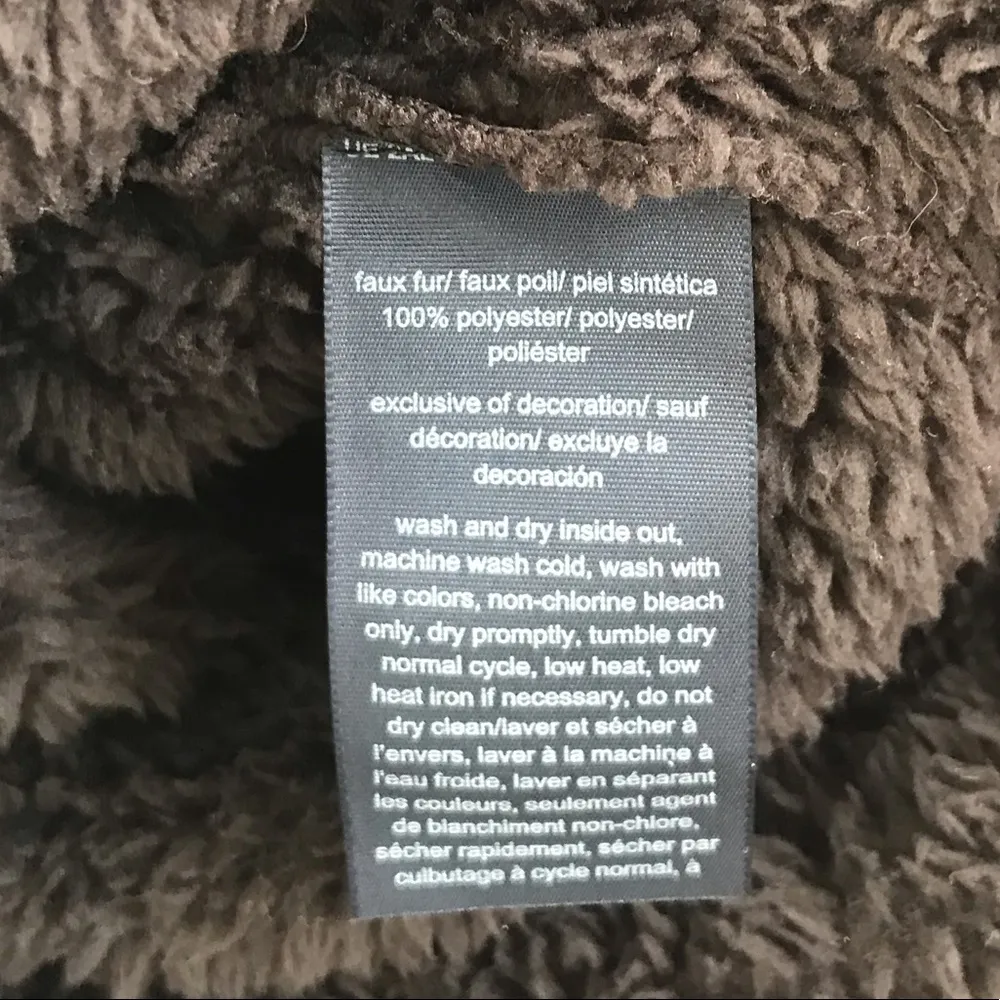 faux fur/ faux poil/ piel sintética
100% polyester/ polyester/
poliéster
exclusive of decoration/ sauf
décoration/ excluye la
decoración
wash and dry inside out,
machine wash cold, wash with
like colors, non-chlorine bleach
only, dry promptly, tumble dry
normal cycle, low heat, low
heat iron if necessary, do not
dry clean/laver et sécher à
l'envers, laver à la machine à
l'eau froide, laver en séparant
les couleurs, seulement agent
de blanchiment non-chlore,
sécher rapidement, sécher par
culbutage à cycle normal, à